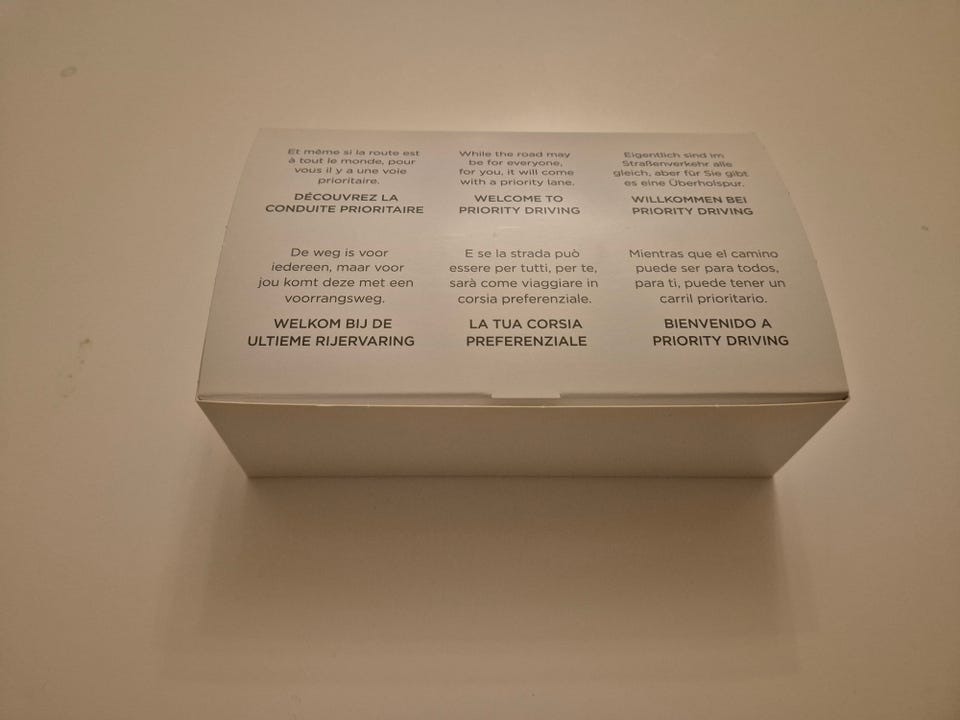 Et même si la route est
à tout le monde, pour
vous il y a une voie
prioritaire.
DÉCOUVREZ LA
CONDUITE PRIORITAIRE
While the road may
be for everyone,
for you, it will come
with a priority lane.
WELCOME TO
PRIORITY DRIVING
Eigentlich sind im
Straßenverkehr alle
gleich, aber für Sie gibt
es eine Überholspur.
WILLKOMMEN BEI
PRIORITY DRIVING
De weg is voor
iedereen, maar voor
jou komt deze met een
voorrangsweg.
WELKOM BIJ DE
ULTIEME RIJERVARING
E se la strada può
essere per tutti, per te,
sarà come viaggiare in
corsia preferenziale.
LA TUA CORSIA
PREFERENZIALE
Mientras que el camino
puede ser para todos,
para ti, puede tener un
carril prioritario.
BIENVENIDO A
PRIORITY DRIVING